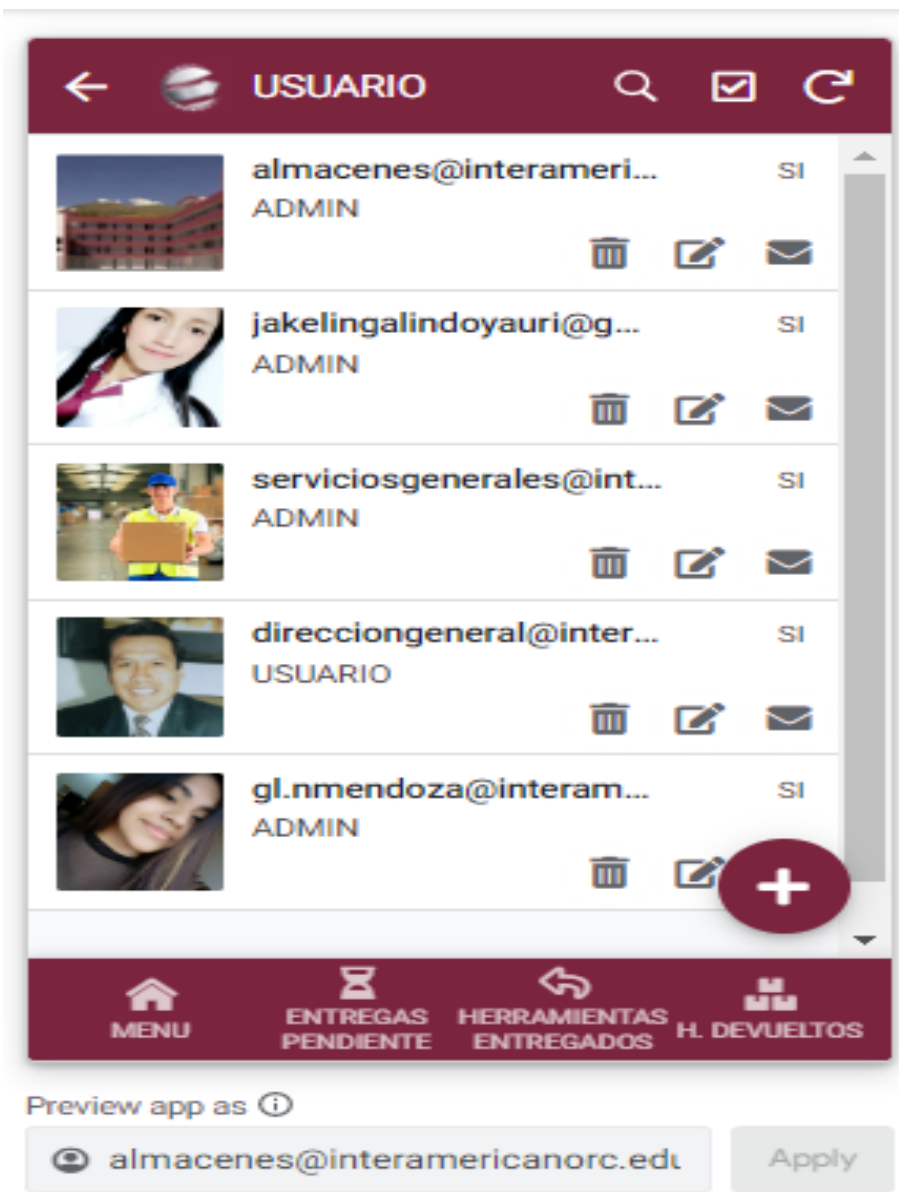 USUARIO
almacenes@interameri... SI
ADMIN
jakelingalindoyauri@g... SI
ADMIN
serviciosgenerales@int... SI
ADMIN
direcciongeneral@inter... SI
USUARIO
gl.nmendoza@interam... SI
ADMIN
MENU
ENTREGAS
PENDIENTE
HERRAMIENTAS
ENTREGADOS
H. DEVUELTOS
Preview app as
almacenes@interamericanorc.edu
Apply